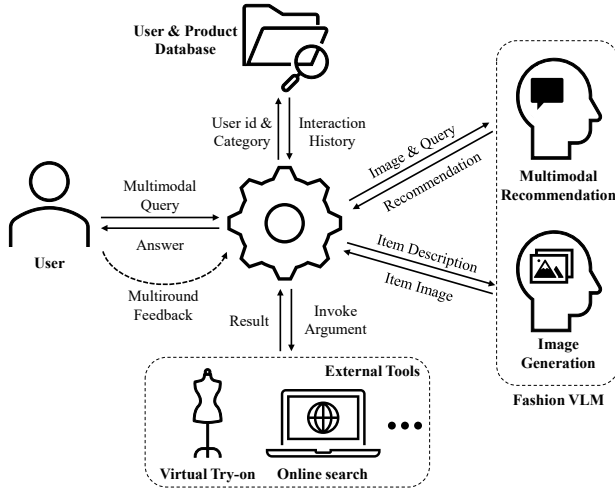 User & Product
Database
User id &
Category
Interaction
History
Image & Query
Recommendation
Multimodal
Recommendation
Multimodal
Query
Answer
User
Multiround
Feedback
Item Description
Item Image
Image
Generation
Fashion VLM
Result
Invoke
Argument
External Tools
Virtual Try-on
Online search